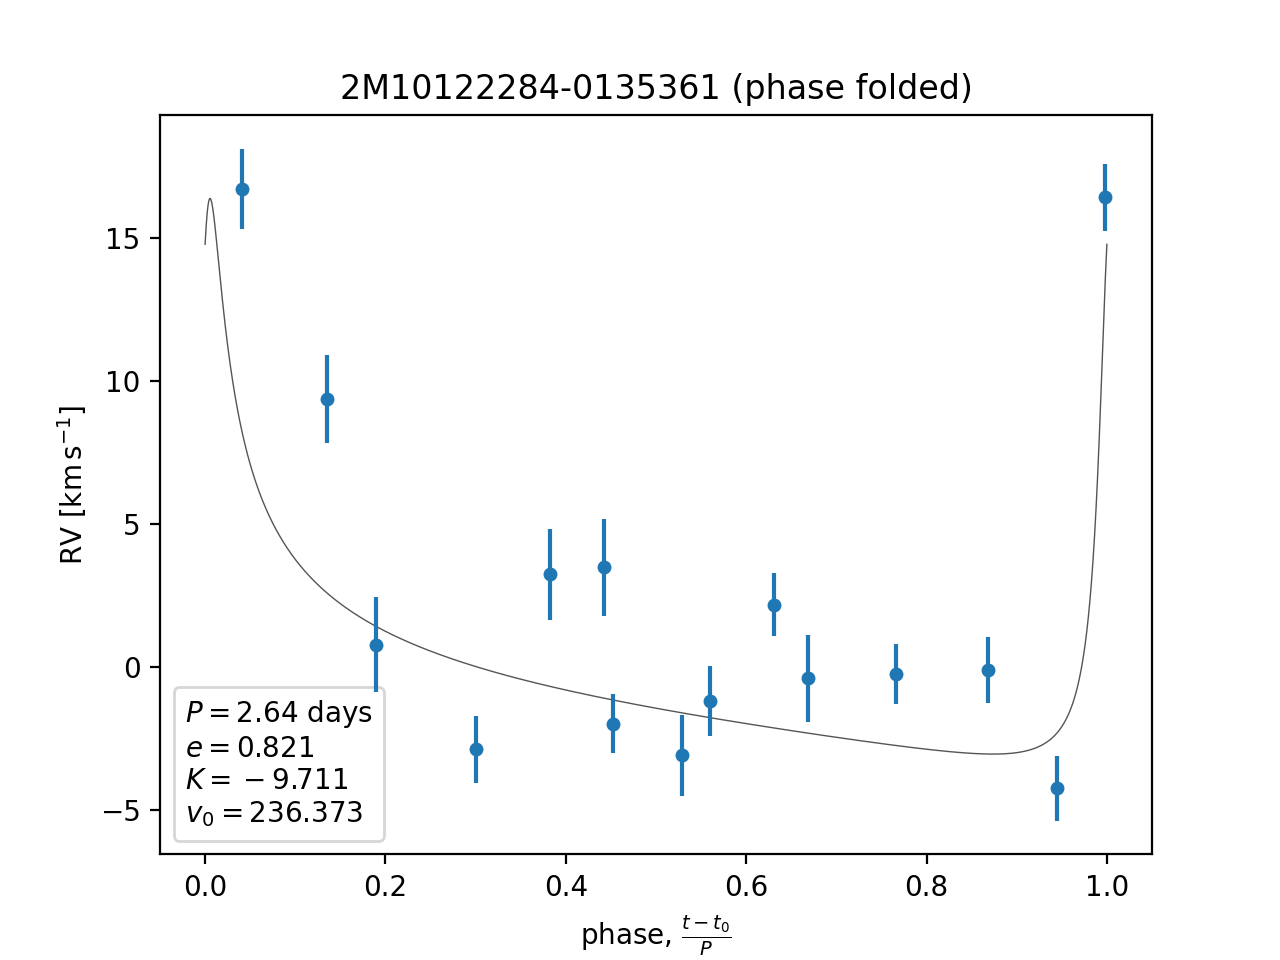 2M10122284-0135361 (phase folded)
RV [km s⁻¹]
15
10
5
0
−5
P = 2.64 days
e = 0.821
K = −9.711
v₀ = 236.373
0.0 0.2 0.4 0.6 0.8 1.0
phase, (t − t₀)/P